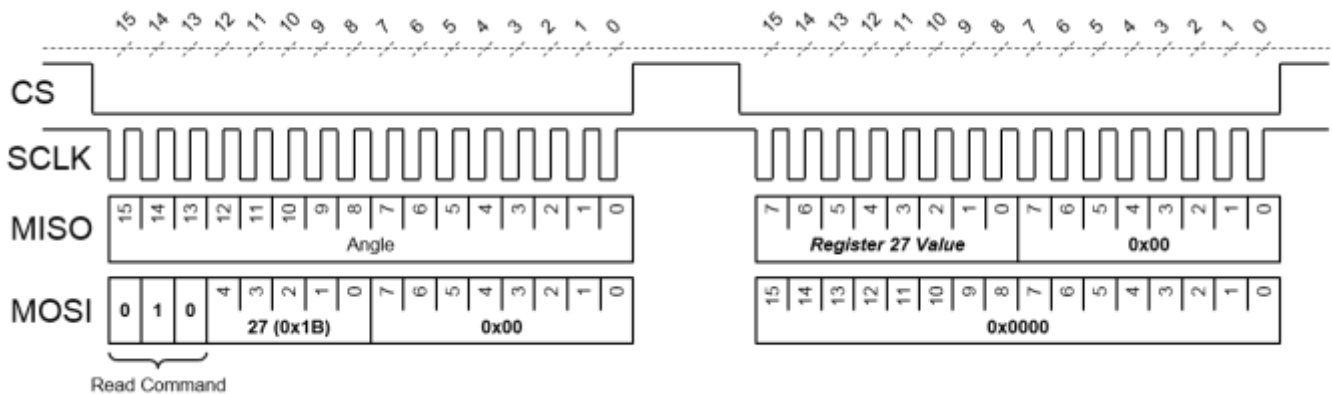 15 14 13 12 11 10 9 8 7 6 5 4 3 2 1 0 15 14 13 12 11 10 9 8 7 6 5 4 3 2 1 0
CS
SCLK
MISO 15 14 13 12 11 10 9 8 7 6 5 4 3 2 1 0 7 6 5 4 3 2 1 0 7 6 5 4 3 2 1 0
Angle Register 27 Value 0x00
MOSI 0 1 0 4 3 2 1 0 7 6 5 4 3 2 1 0 15 14 13 12 11 10 9 8 7 6 5 4 3 2 1 0
27 (0x1B) 0x00 0x0000
Read Command